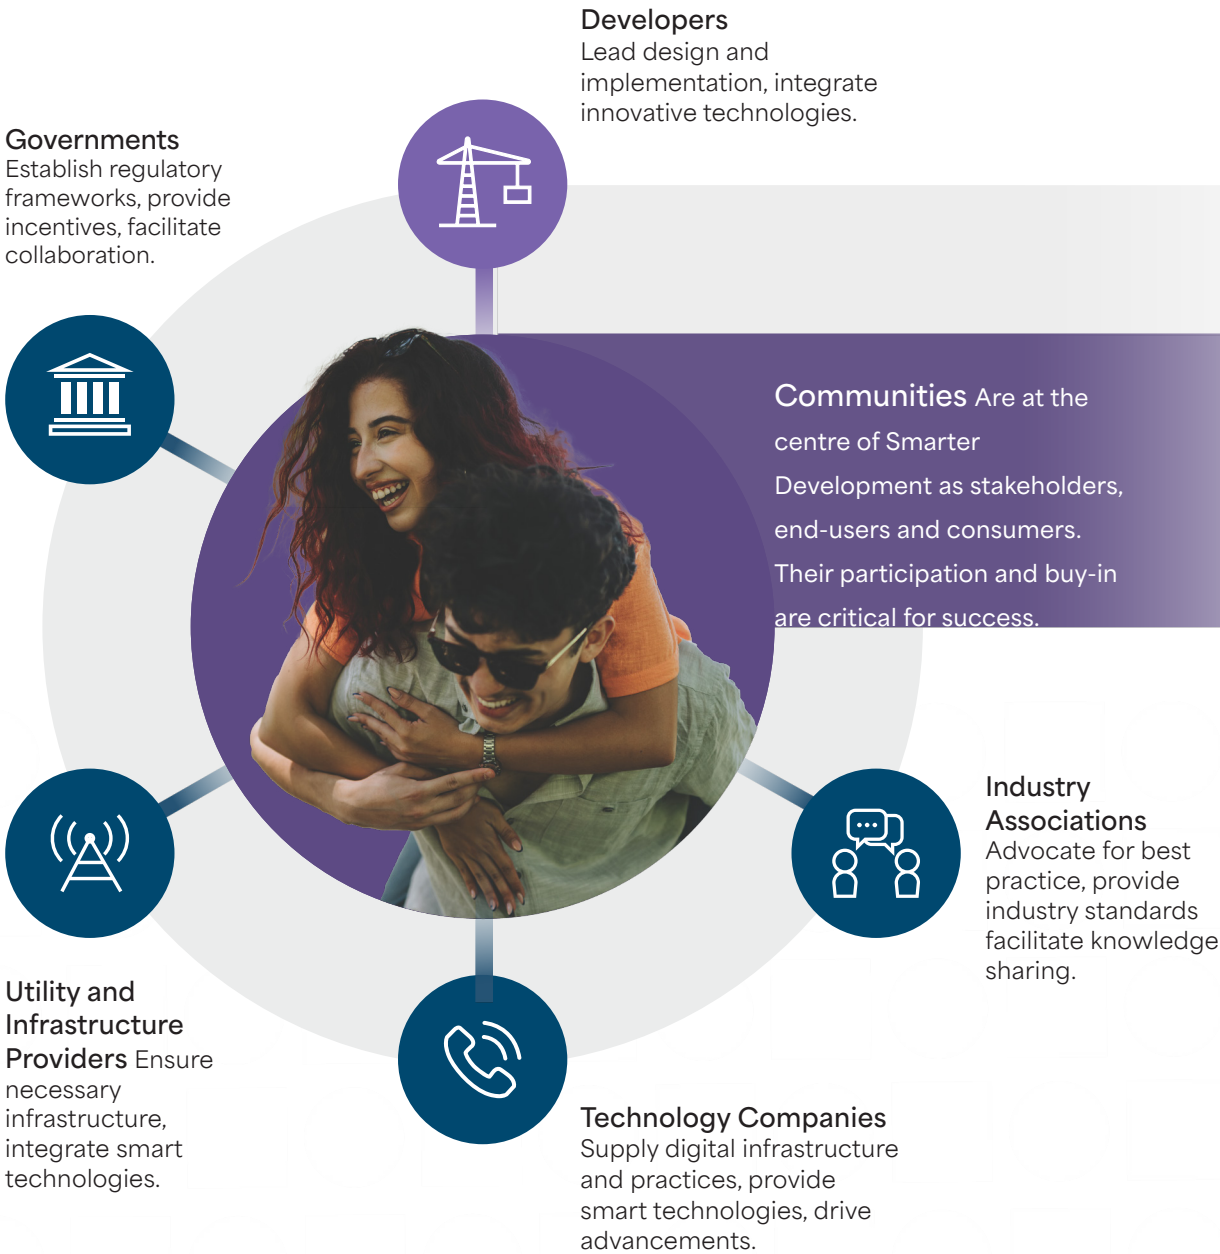 Developers
Lead design and
implementation, integrate
innovative technologies.
Governments
Establish regulatory
frameworks, provide
incentives, facilitate
collaboration.
Communities Are at the
centre of Smarter
Development as stakeholders,
end-users and consumers.
Their participation and buy-in
are critical for success.
Industry
Associations
Advocate for best
practice, provide
industry standards
facilitate knowledge
sharing.
Utility and
Infrastructure
Providers Ensure
necessary
infrastructure,
integrate smart
technologies.
Technology Companies
Supply digital infrastructure
and practices, provide
smart technologies, drive
advancements.